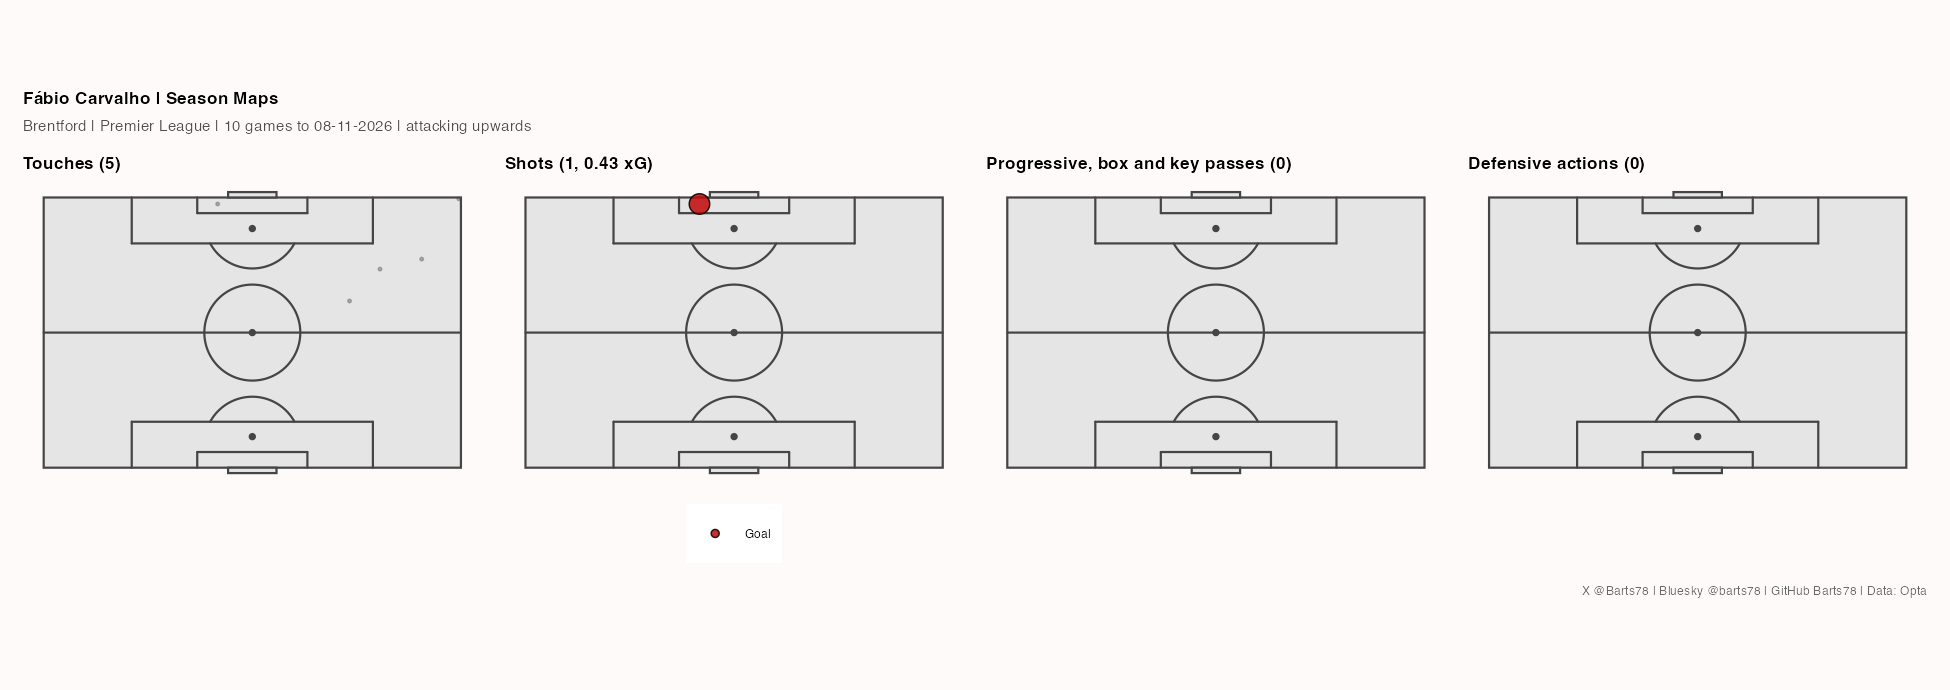 Fábio Carvalho | Season Maps
Brentford | Premier League | 10 games to 08-11-2026 | attacking upwards
Touches (5)
Shots (1, 0.43 xG)
Progressive, box and key passes (0)
Defensive actions (0)
Goal
X @Barts78 | Bluesky @barts78 | GitHub Barts78 | Data: Opta